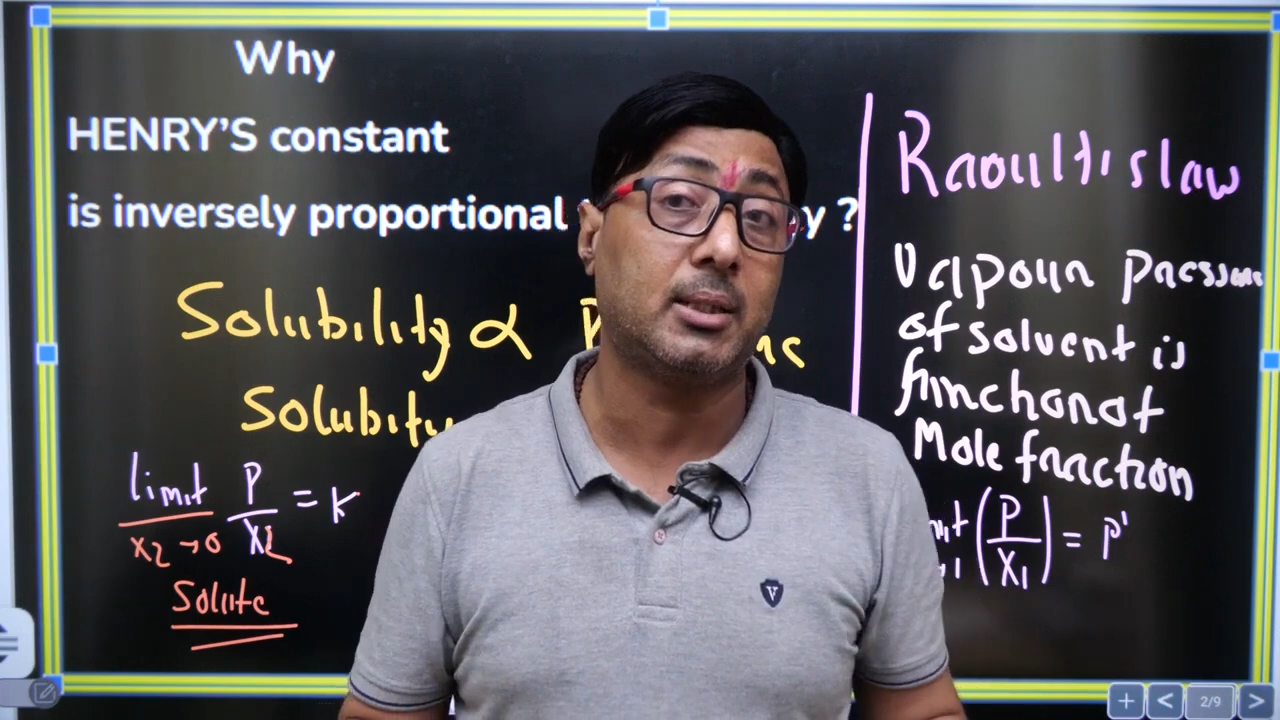 Why
HENRY'S constant
is inversely proportional y ?
Solubility ∝ P
Solubity
limit P = K
x2 → 0 x2
Solute
Raoult's law
Vapour pressure
of solvent is
function of
Mole fraction
(P) = P'
(x1)
V
+ < 2/9 >